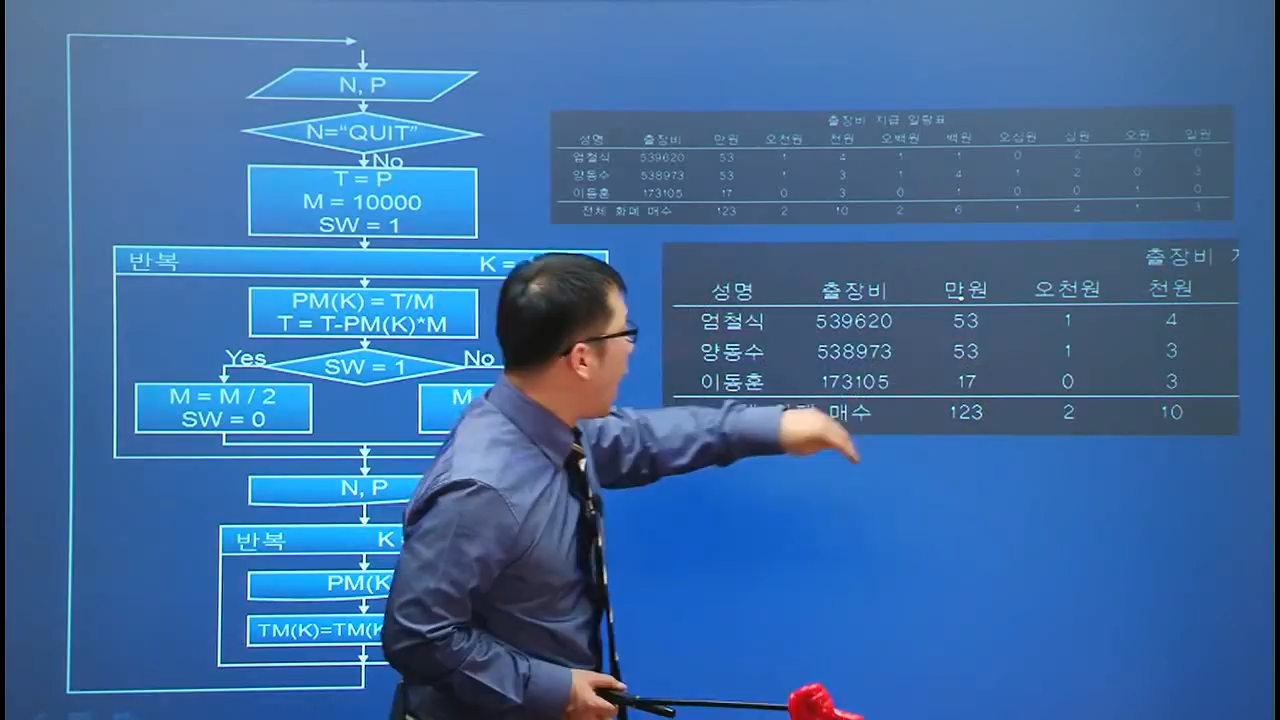 N, P
N="QUIT"
No
T = P
M = 10000
SW = 1
반복 K =
PM(K) = T/M
T = T-PM(K)*M
Yes SW = 1 No
M = M / 2 M
SW = 0
N, P
반복 K
PM(K
TM(K)=TM(K
출장비 지급 일람표
성명 출장비 만원 오천원 천원 오백원 백원 오십원 십원 오원 일원
엄철식 539620 53 1 4 1 1 0 2 0 0
양동수 538973 53 1 3 1 4 1 2 0 3
이동훈 173105 17 0 3 0 1 0 0 1 0
전체 화폐 매수 123 2 10 2 6 1 4 1 3
출장비
성명 출장비 만원 오천원 천원
엄철식 539620 53 1 4
양동수 538973 53 1 3
이동훈 173105 17 0 3
매수 123 2 10